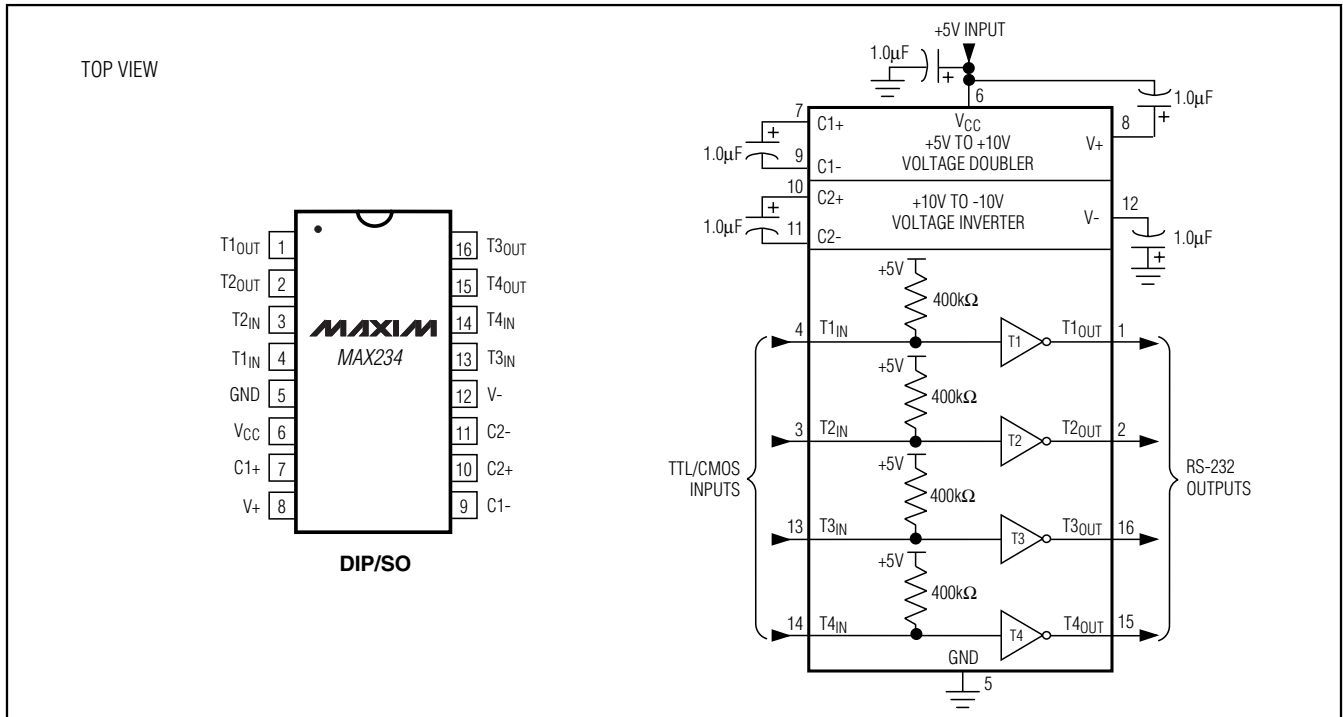 TOP VIEW
T1OUT 1
T2OUT 2
T2IN 3
T1IN 4
GND 5
VCC 6
C1+ 7
V+ 8
MAXIM
MAX234
16 T3OUT
15 T4OUT
14 T4IN
13 T3IN
12 V-
11 C2-
10 C2+
9 C1-
DIP/SO
+5V INPUT
1.0µF
+
6
1.0µF
+
7 C1+
1.0µF +
9 C1-
VCC
+5V TO +10V
VOLTAGE DOUBLER
V+ 8
10 C2+
1.0µF +
11 C2-
+10V TO -10V
VOLTAGE INVERTER
V- 12
1.0µF
+
TTL/CMOS
INPUTS
+5V
400kΩ
4 T1IN T1 T1OUT 1
+5V
400kΩ
3 T2IN T2 T2OUT 2
+5V
400kΩ
13 T3IN T3 T3OUT 16
+5V
400kΩ
14 T4IN T4 T4OUT 15
RS-232
OUTPUTS
GND
5